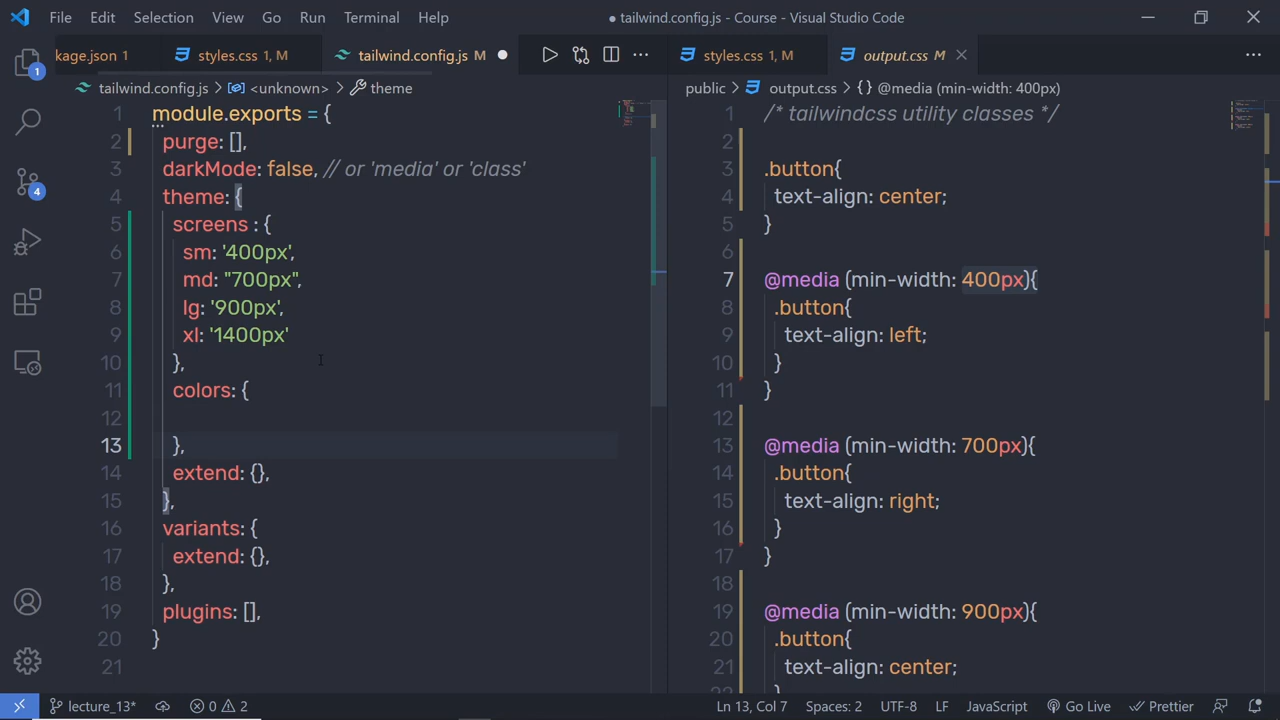 File Edit Selection View Go Run Terminal Help
● tailwind.config.js - Course - Visual Studio Code
kage.json 1
styles.css 1, M
tailwind.config.js M
styles.css 1, M
output.css M
tailwind.config.js > <unknown> > theme
public > output.css > {} @media (min-width: 400px)
1 module.exports = {
2 purge: [],
3 darkMode: false, // or 'media' or 'class'
4 theme: {
5 screens : {
6 sm: '400px',
7 md: "700px",
8 lg: '900px',
9 xl: '1400px'
10 },
11 colors: {
12
13 },
14 extend: {},
15 },
16 variants: {
17 extend: {},
18 },
19 plugins: [],
20 }
21
1 /* tailwindcss utility classes */
2
3 .button{
4 text-align: center;
5 }
6
7 @media (min-width: 400px){
8 .button{
9 text-align: left;
10 }
11 }
12
13 @media (min-width: 700px){
14 .button{
15 text-align: right;
16 }
17 }
18
19 @media (min-width: 900px){
20 .button{
21 text-align: center;
22 }
1
4
lecture_13* 0 2 Ln 13, Col 7 Spaces: 2 UTF-8 LF JavaScript Go Live Prettier